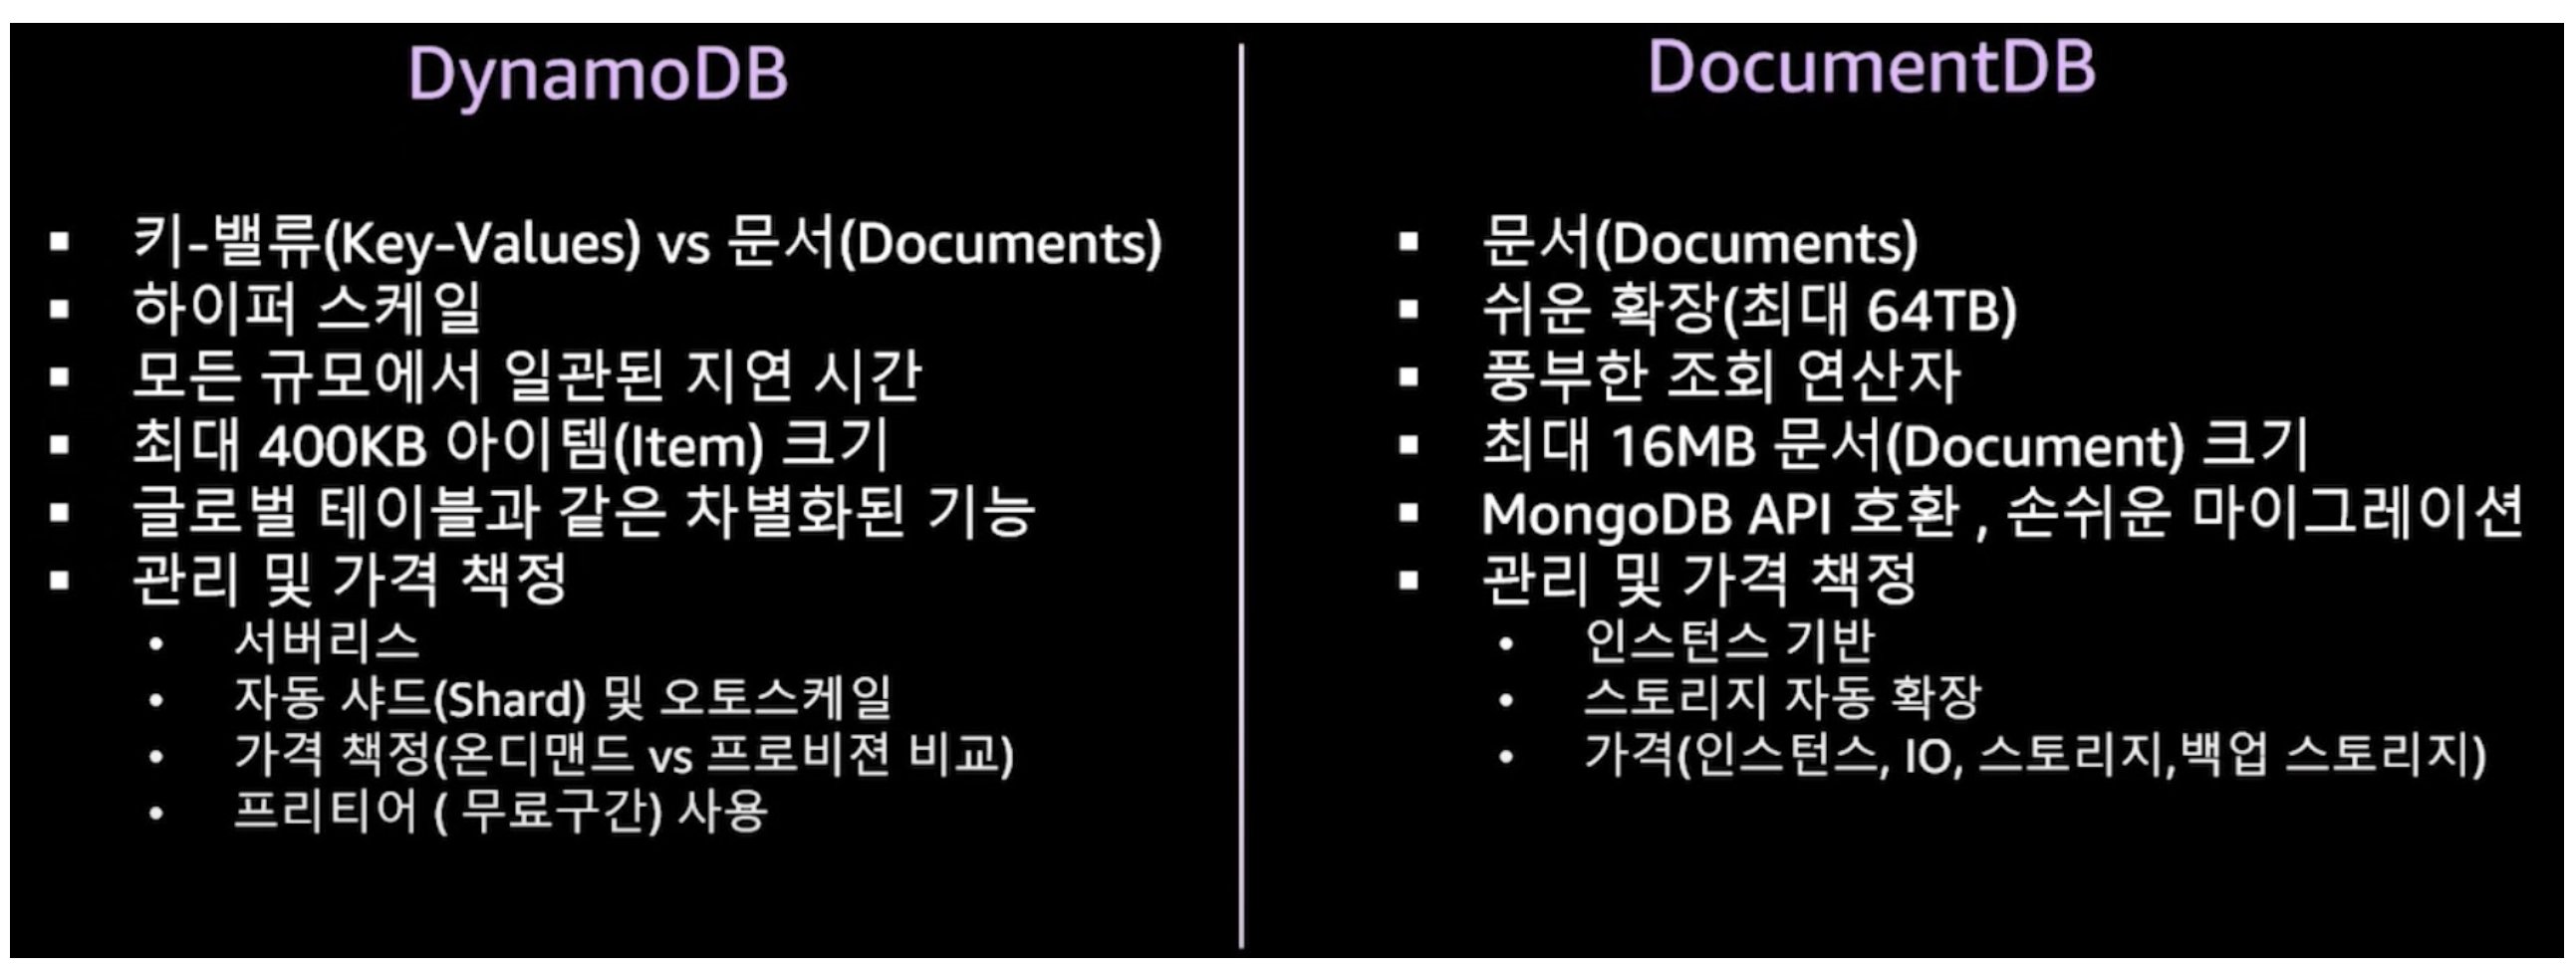 DynamoDB
▪ 키-밸류(Key-Values) vs 문서(Documents)
▪ 하이퍼 스케일
▪ 모든 규모에서 일관된 지연 시간
▪ 최대 400KB 아이템(Item) 크기
▪ 글로벌 테이블과 같은 차별화된 기능
▪ 관리 및 가격 책정
• 서버리스
• 자동 샤드(Shard) 및 오토스케일
• 가격 책정(온디맨드 vs 프로비젼 비교)
• 프리티어 ( 무료구간) 사용
DocumentDB
▪ 문서(Documents)
▪ 쉬운 확장(최대 64TB)
▪ 풍부한 조회 연산자
▪ 최대 16MB 문서(Document) 크기
▪ MongoDB API 호환 , 손쉬운 마이그레이션
▪ 관리 및 가격 책정
• 인스턴스 기반
• 스토리지 자동 확장
• 가격(인스턴스, IO, 스토리지,백업 스토리지)